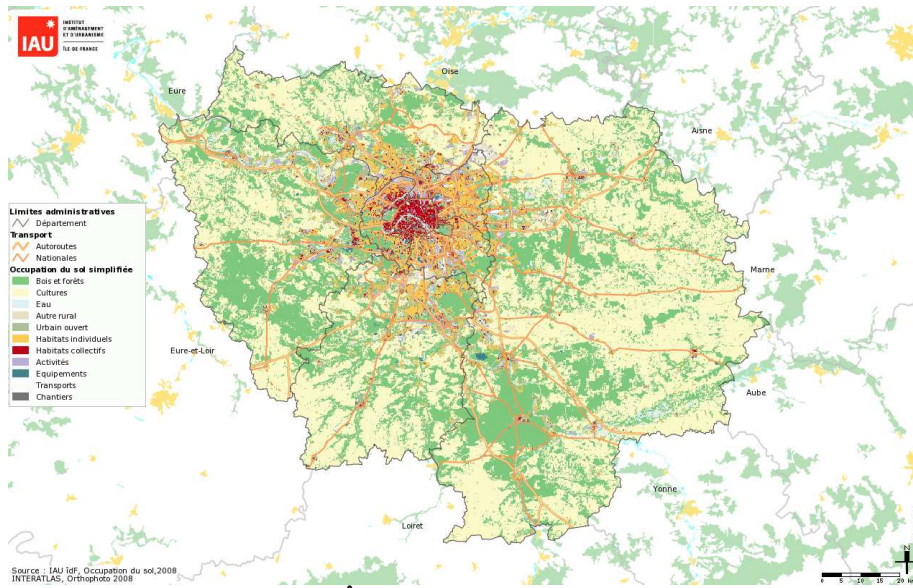 IAU
INSTITUT
D'AMÉNAGEMENT
ET D'URBANISME
ÎLE-DE-FRANCE
Oise
Eure
Aisne
Limites administratives
Département
Transport
Autoroutes
Nationales
Occupation du sol simplifiée
Bois et forêts
Cultures
Eau
Autre rural
Urbain ouvert
Habitats individuels
Habitats collectifs
Activités
Equipements
Transports
Chantiers
Marne
Eure-et-Loir
Aube
Yonne
Loiret
N
Source : IAU îdF, Occupation du sol,2008
INTERATLAS, Orthophoto 2008
0 5 10 15 20